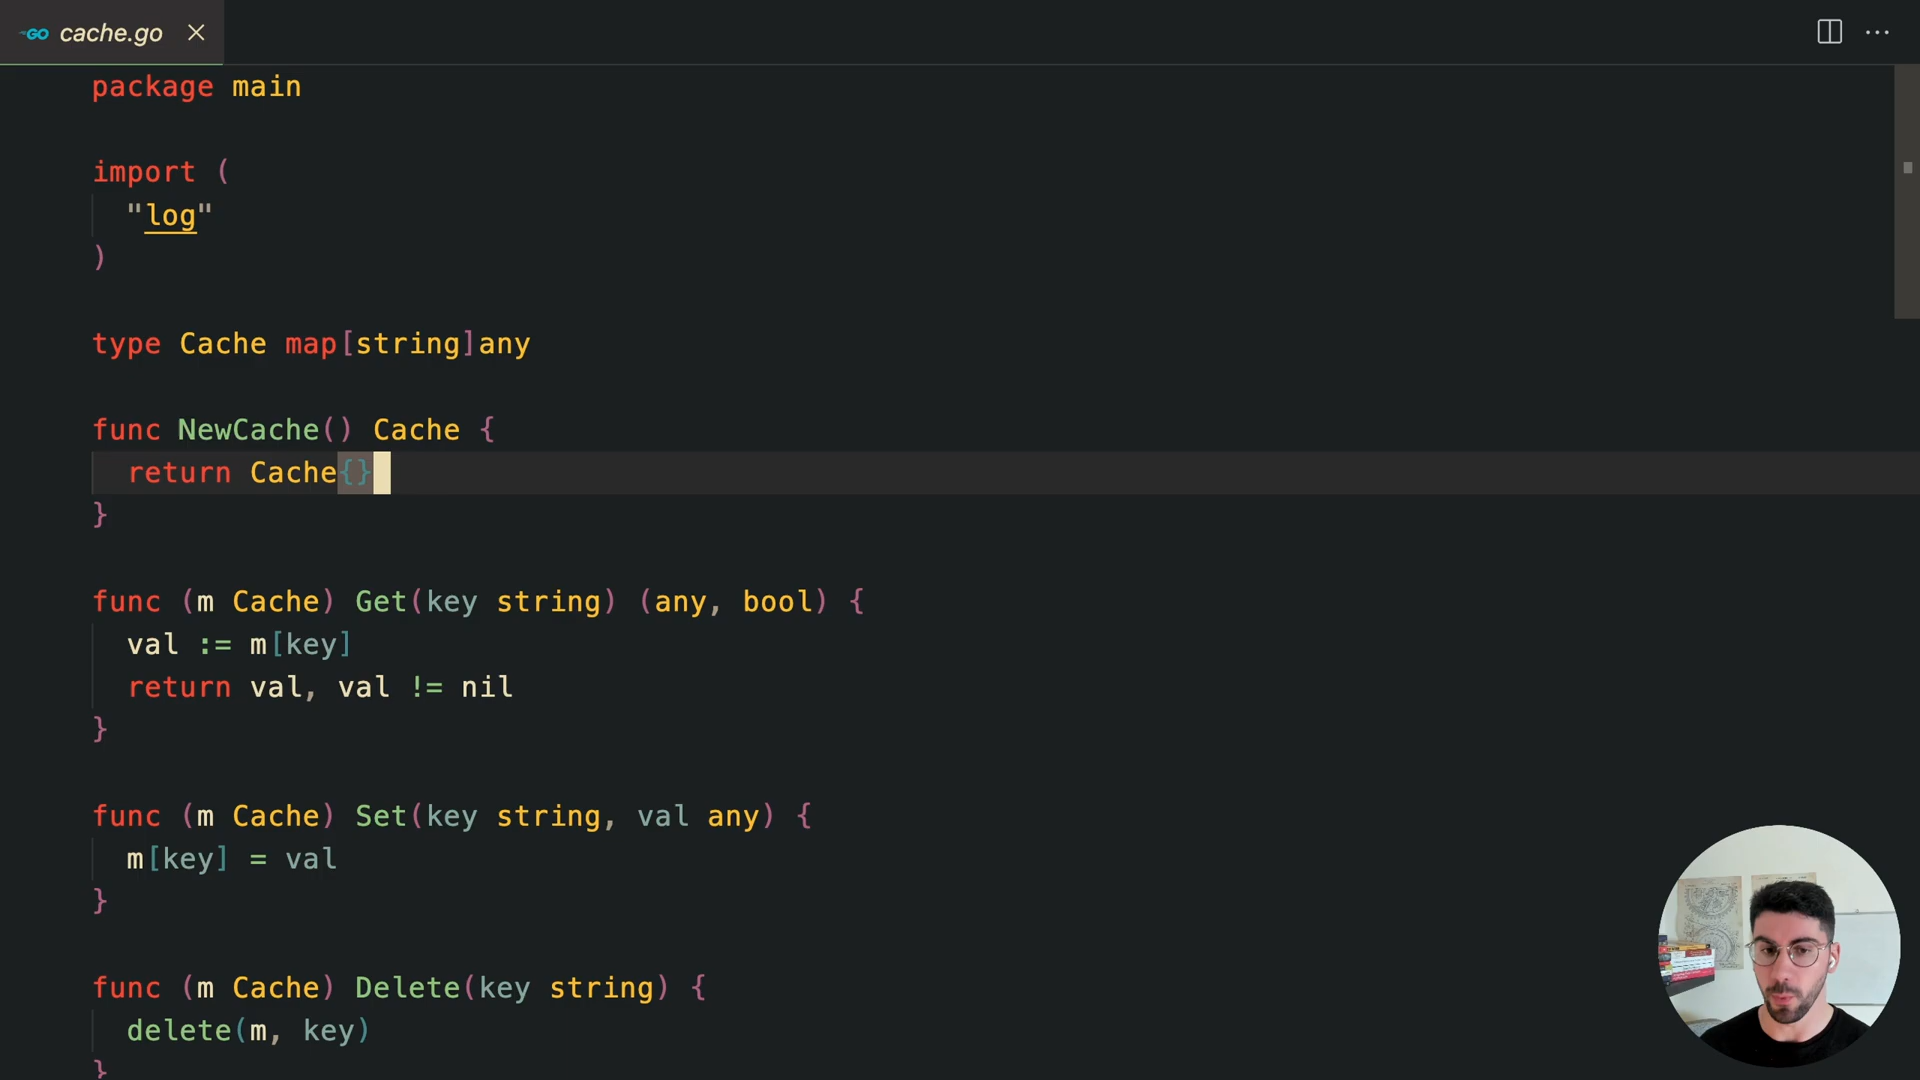 GO cache.go
package main
import (
"log"
)
type Cache map[string]any
func NewCache() Cache {
return Cache{}
}
func (m Cache) Get(key string) (any, bool) {
val := m[key]
return val, val != nil
}
func (m Cache) Set(key string, val any) {
m[key] = val
}
func (m Cache) Delete(key string) {
delete(m, key)
}